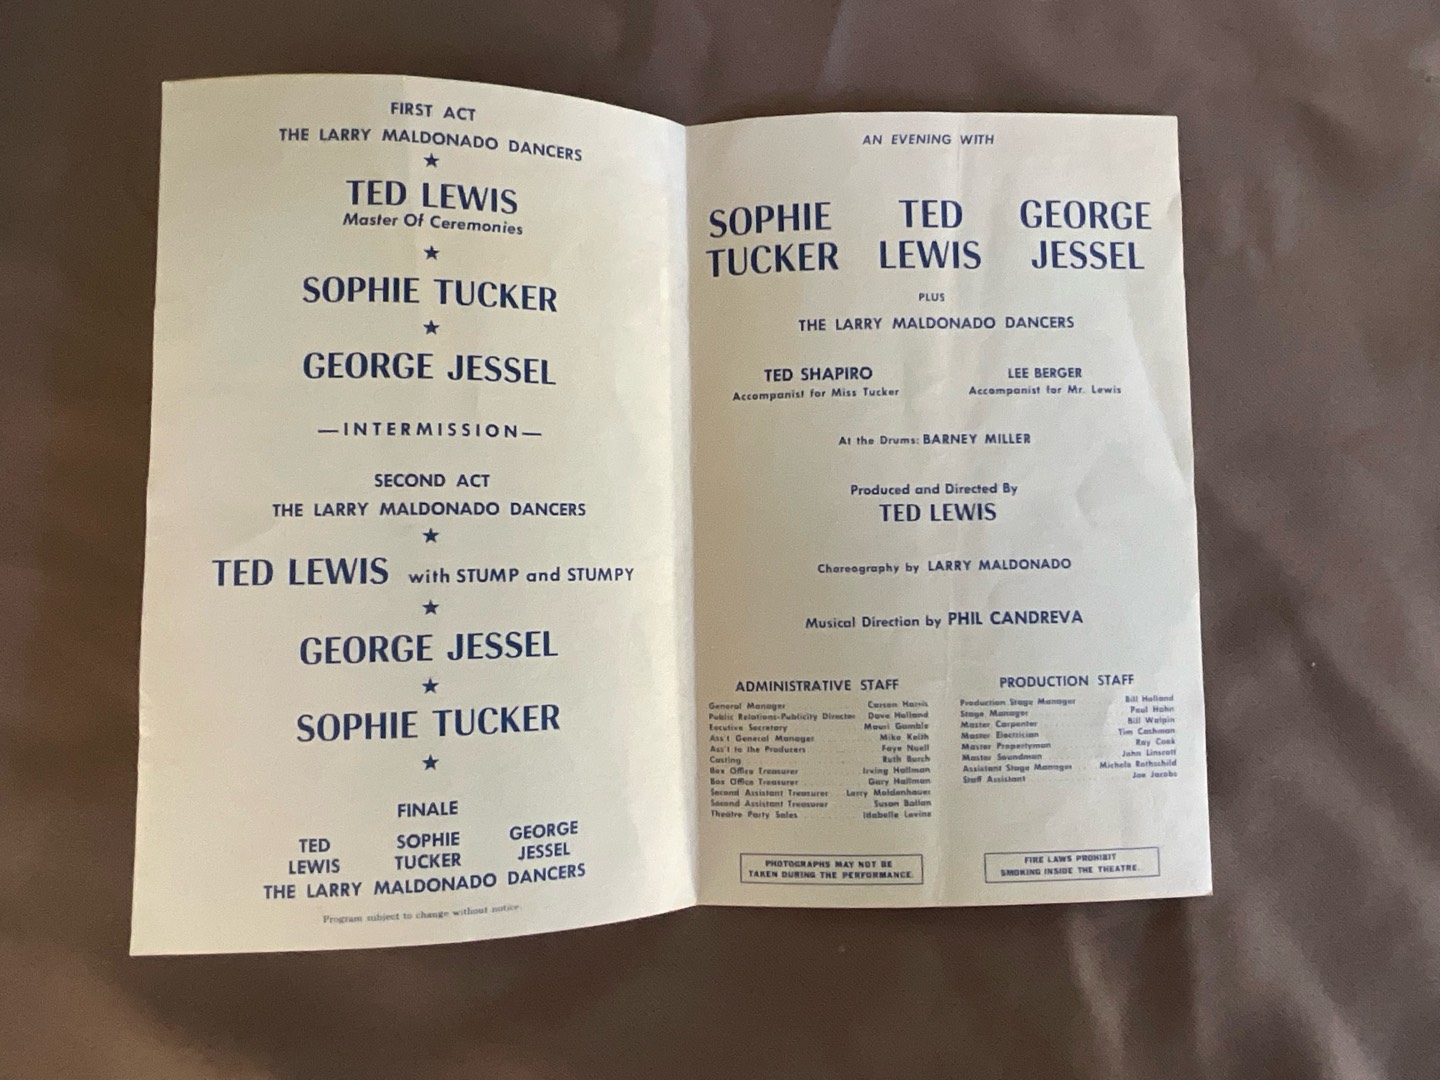 FIRST ACT
THE LARRY MALDONADO DANCERS
★
TED LEWIS
Master Of Ceremonies
★
SOPHIE TUCKER
★
GEORGE JESSEL
—INTERMISSION—
SECOND ACT
THE LARRY MALDONADO DANCERS
★
TED LEWIS with STUMP and STUMPY
★
GEORGE JESSEL
★
SOPHIE TUCKER
★
FINALE
TED SOPHIE GEORGE
LEWIS TUCKER JESSEL
THE LARRY MALDONADO DANCERS
Program subject to change without notice.
AN EVENING WITH
SOPHIE TED GEORGE
TUCKER LEWIS JESSEL
PLUS
THE LARRY MALDONADO DANCERS
TED SHAPIRO LEE BERGER
Accompanist for Miss Tucker Accompanist for Mr. Lewis
At the Drums: BARNEY MILLER
Produced and Directed By
TED LEWIS
Choreography by LARRY MALDONADO
Musical Direction by PHIL CANDREVA
ADMINISTRATIVE STAFF
General Manager Carson Harris
Public Relations-Publicity Director Dave Holland
Excutive Secretary Mauri Gamble
Ass't General Manager Mike Keith
Ass't to the Producers Faye Nuell
Casting Ruth Burch
Box Office Treasurer Irving Hallman
Box Office Treasurer Gary Hallman
Second Assistant Treasurer Larry Moldenhauer
Second Assistant Treasurer Susan Bollan
Theatre Party Sales Idabelle Levine
PRODUCTION STAFF
Production Stage Manager Bill Holland
Stage Manager Paul Hahn
Master Carpenter Bill Wolpin
Master Electrician Tim Cashman
Master Propertyman Ray Cook
Master Soundman John Linscott
Assistant Stage Manager Michele Rothschild
Staff Assistant Joe Jacobs
PHOTOGRAPHS MAY NOT BE
TAKEN DURING THE PERFORMANCE.
FIRE LAWS PROHIBIT
SMOKING INSIDE THE THEATRE.